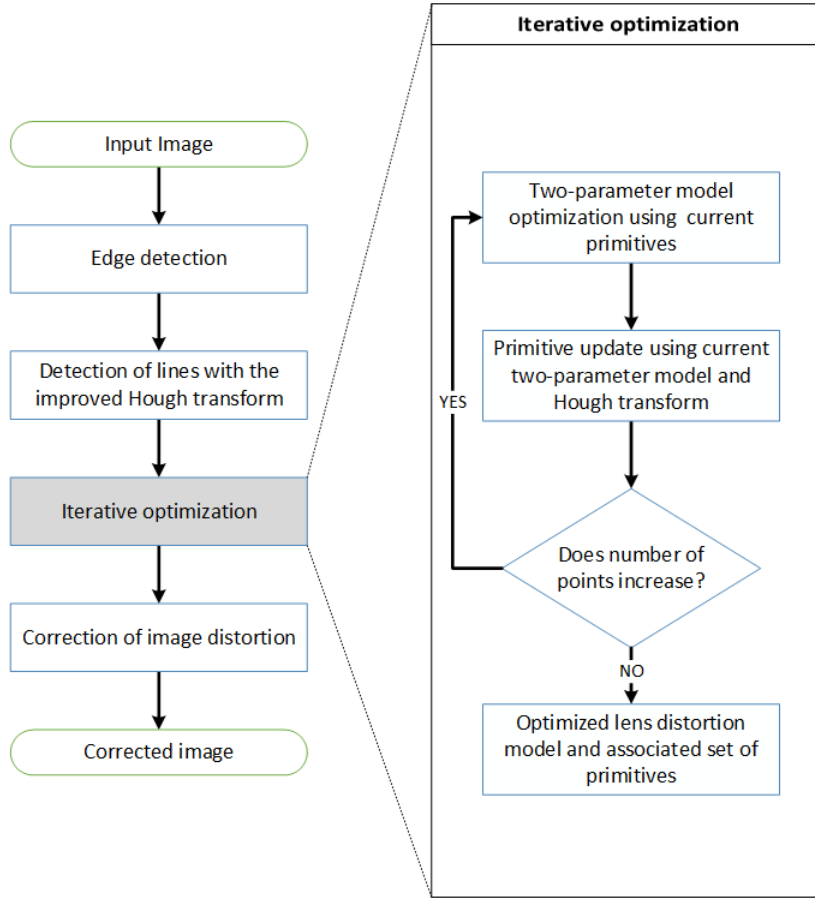 Input Image
Edge detection
Detection of lines with the
improved Hough transform
Iterative optimization
Correction of image distortion
Corrected image
Iterative optimization
Two-parameter model
optimization using current
primitives
Primitive update using current
two-parameter model and
Hough transform
YES
Does number of
points increase?
NO
Optimized lens distortion
model and associated set of
primitives